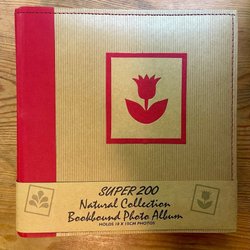 SUPER 200
Natural Collection
Bookbound Photo Album
HOLDS 10 X 15CM PHOTOS